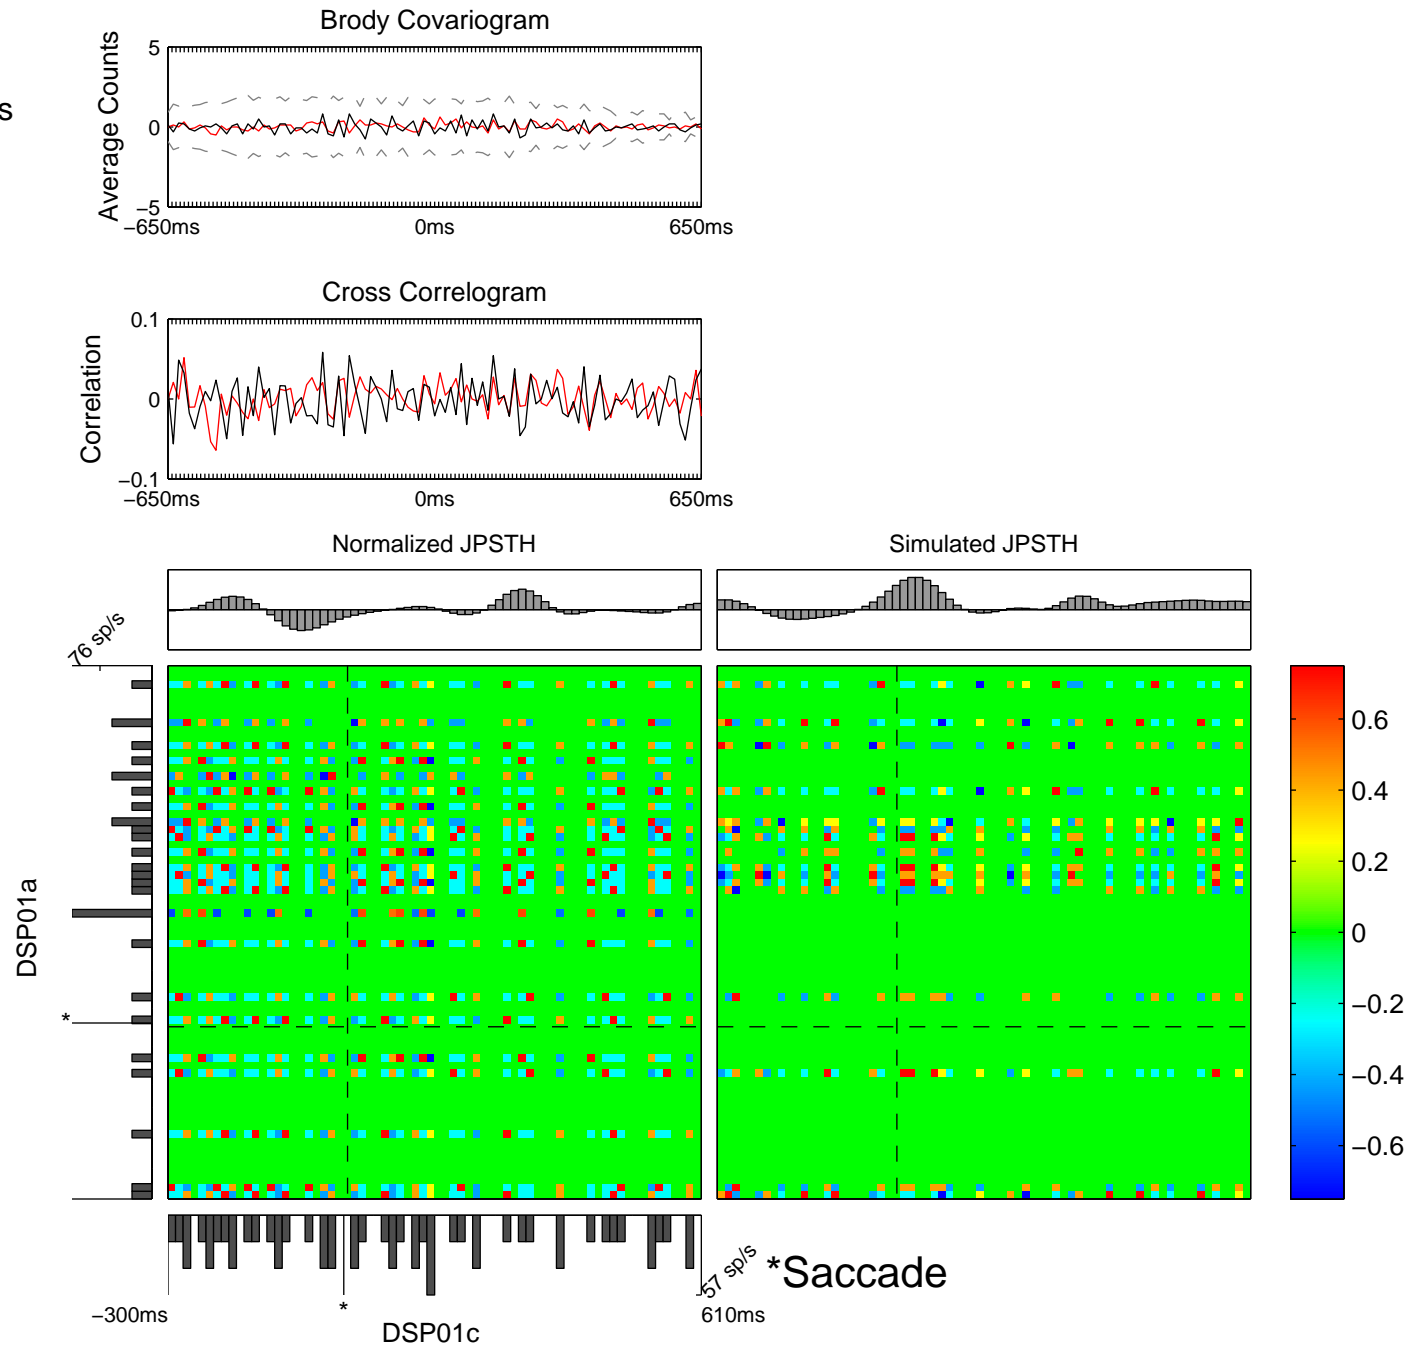 Brody Covariogram
s
Average Counts
5
0
−5
−650ms
0ms
650ms
Cross Correlogram
Correlation
0.1
0
−0.1
−650ms
0ms
650ms
Normalized JPSTH
Simulated JPSTH
76 sp/s
DSP01a
*
0.6
0.4
0.2
0
−0.2
−0.4
−0.6
57 sp/s
*Saccade
−300ms
*
610ms
DSP01c